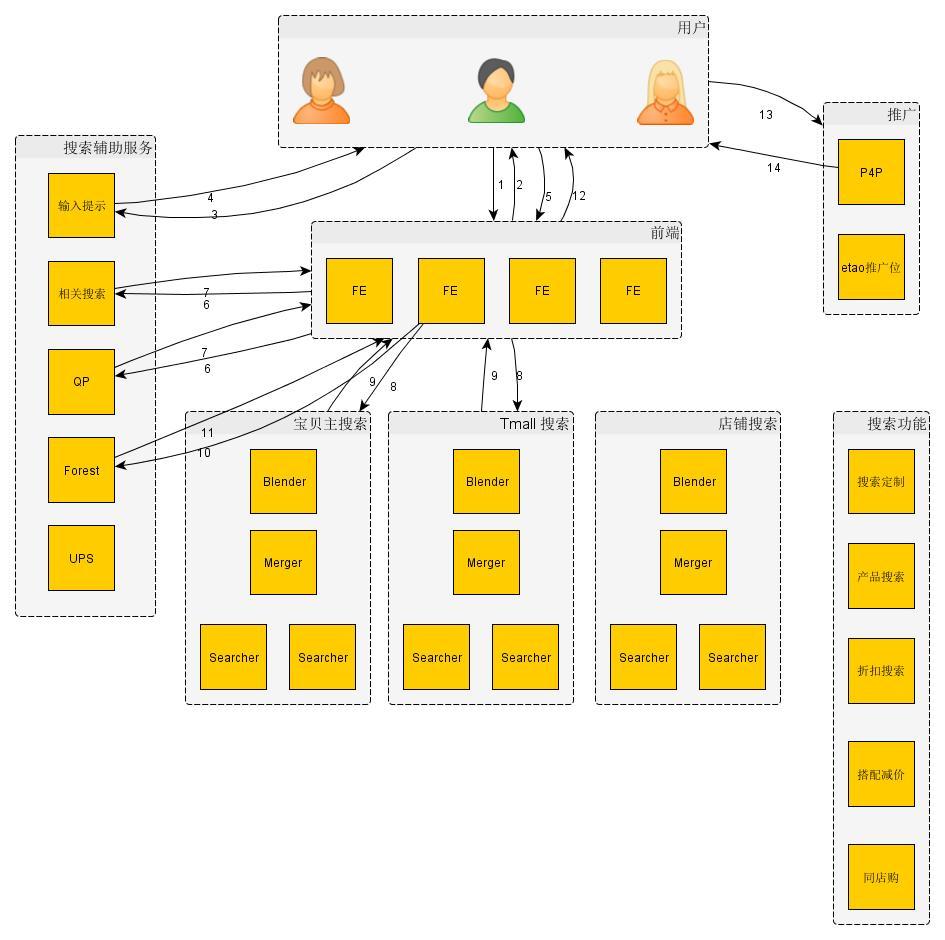 用户
13
推广
搜索辅助服务
P4P
14
输入提示
4
3
1
2
5
12
前端
etao推广位
相关搜索
7
6
FE
FE
FE
FE
QP
7
6
9
8
9
8
宝贝主搜索
Tmall 搜索
店铺搜索
搜索功能
11
10
Forest
Blender
Blender
Blender
搜索定制
UPS
Merger
Merger
Merger
产品搜索
Searcher
Searcher
Searcher
Searcher
Searcher
Searcher
折扣搜索
搭配减价
同店购